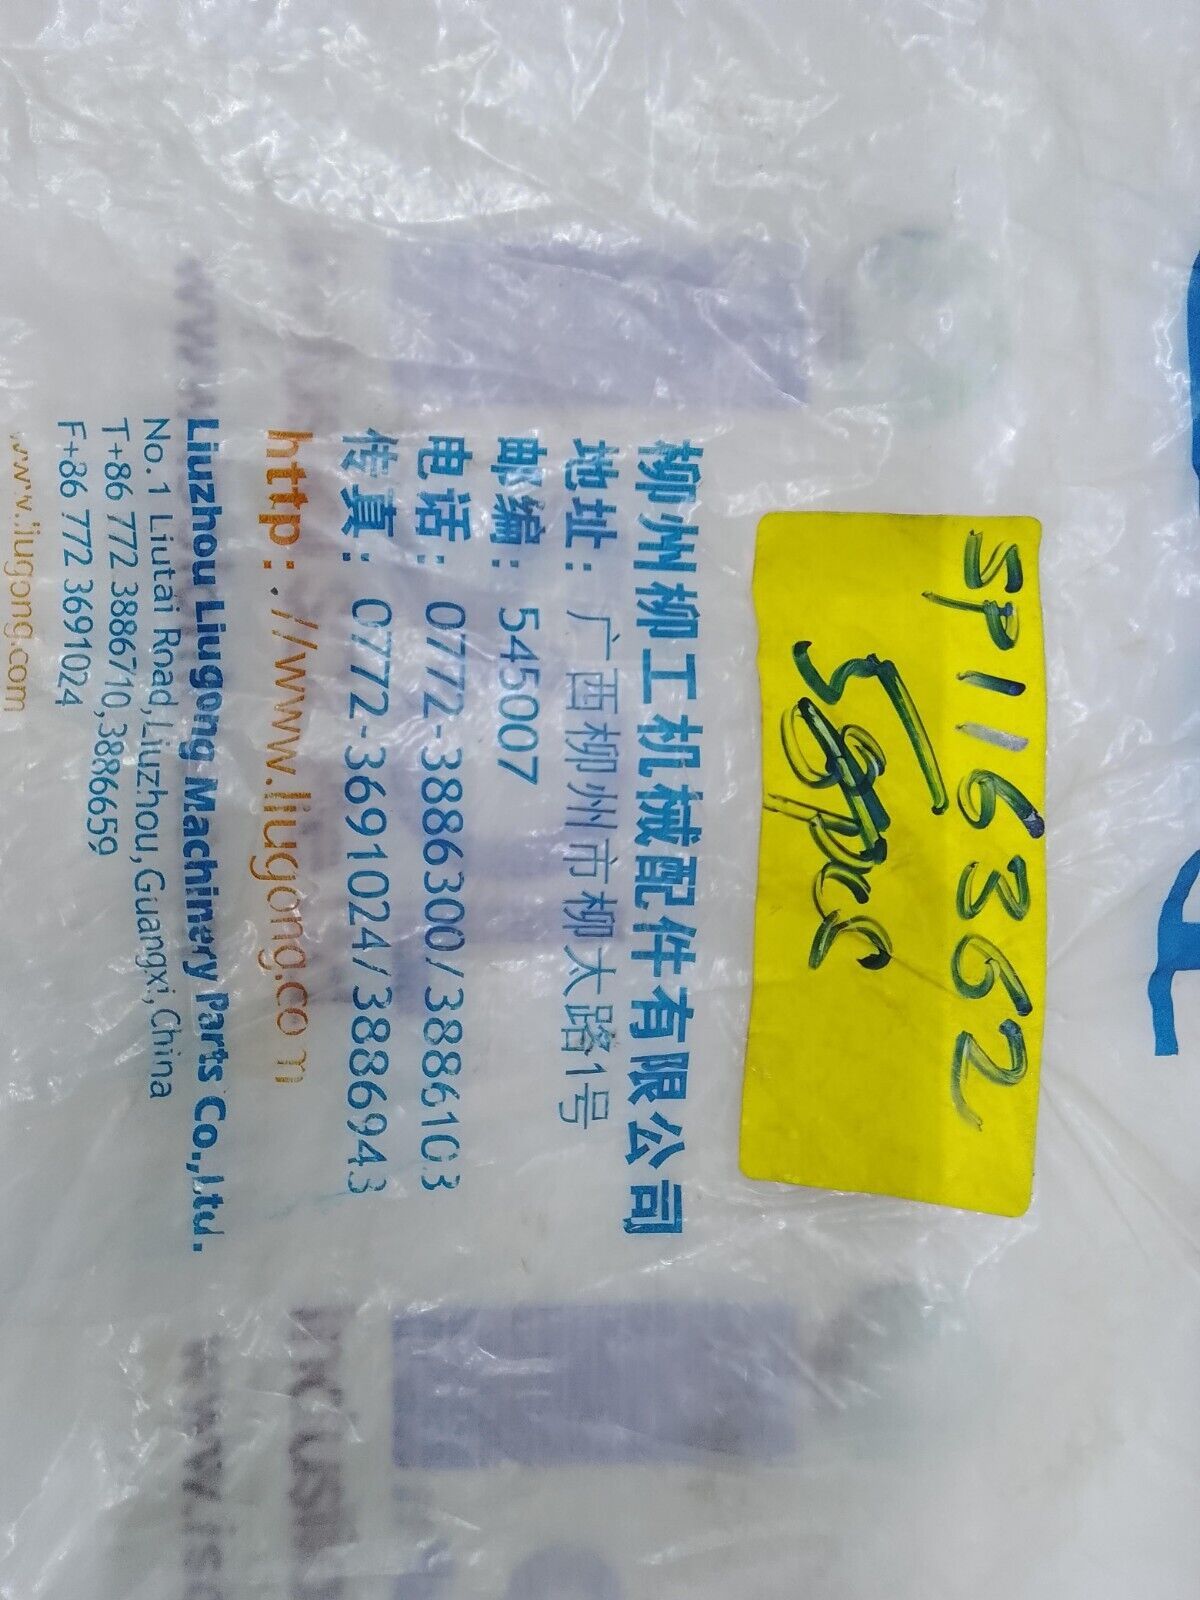 SP116362
5 pcs
柳州柳工机械配件有限公司
地址：广西柳州市柳太路1号
邮编：545007
电话：0772-3886300/3886103
传真：0772-3691024/3886943
http://www.liugong.com
Liuzhou Liugong Machinery Parts Co.,Ltd.
No. 1 Liutai Road,Liuzhou,Guangxi,China
T+86 772 3886710,3886659
F+86 772 3691024
www.liugong.com